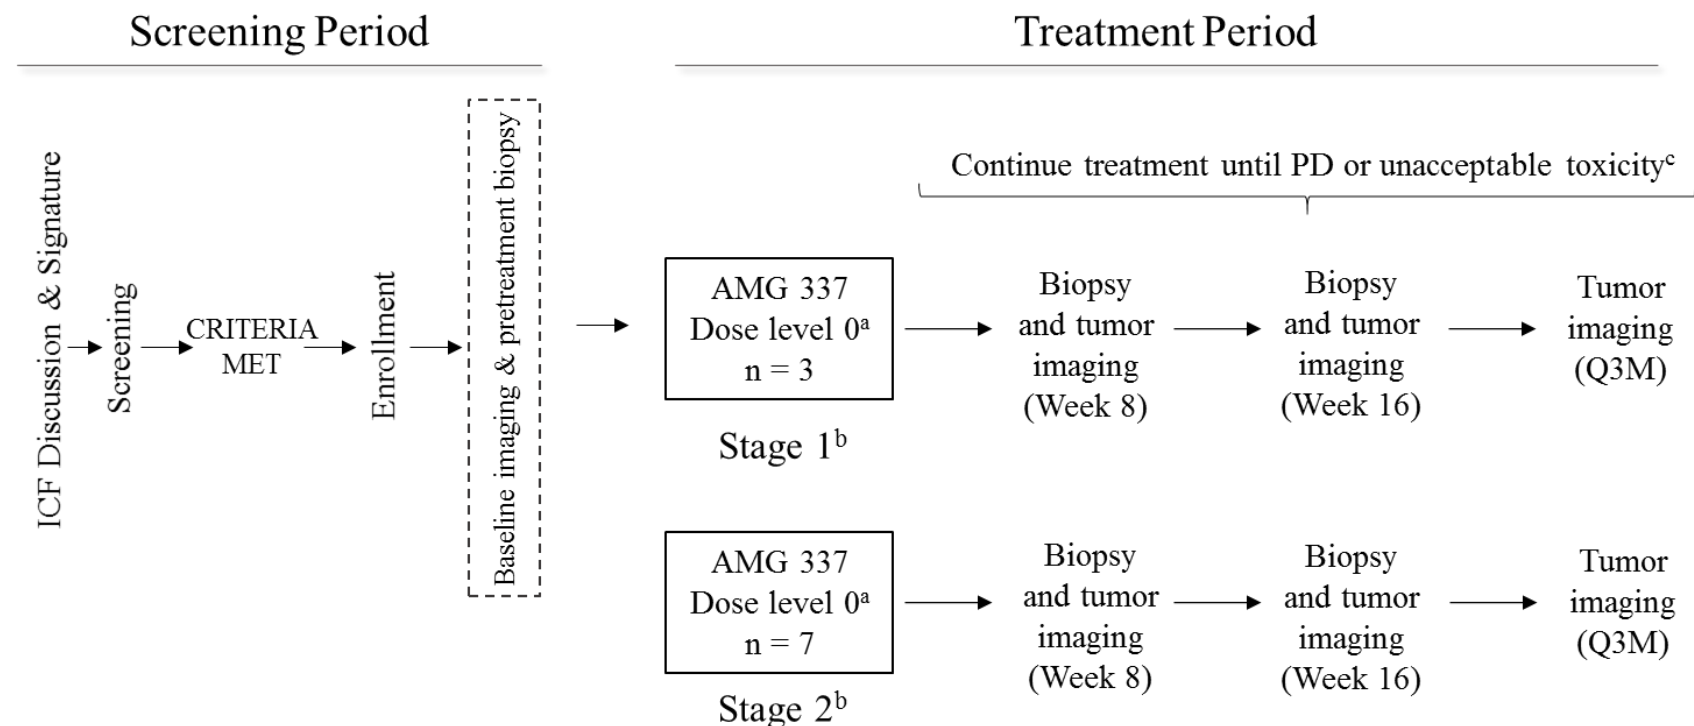 Screening Period
Treatment Period
ICF Discussion & Signature
Screening
CRITERIA
MET
Enrollment
Baseline imaging & pretreatment biopsy
Continue treatment until PD or unacceptable toxicityᶜ
AMG 337
Dose level 0ᵃ
n = 3
Stage 1ᵇ
Biopsy
and tumor
imaging
(Week 8)
Biopsy
and tumor
imaging
(Week 16)
Tumor
imaging
(Q3M)
AMG 337
Dose level 0ᵃ
n = 7
Stage 2ᵇ
Biopsy
and tumor
imaging
(Week 8)
Biopsy
and tumor
imaging
(Week 16)
Tumor
imaging
(Q3M)